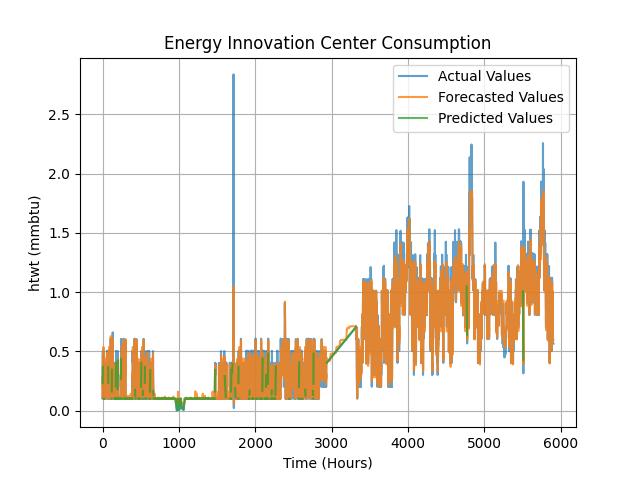 Energy Innovation Center Consumption
Actual Values
Forecasted Values
Predicted Values
htwt (mmbtu)
2.5
2.0
1.5
1.0
0.5
0.0
0 1000 2000 3000 4000 5000 6000
Time (Hours)